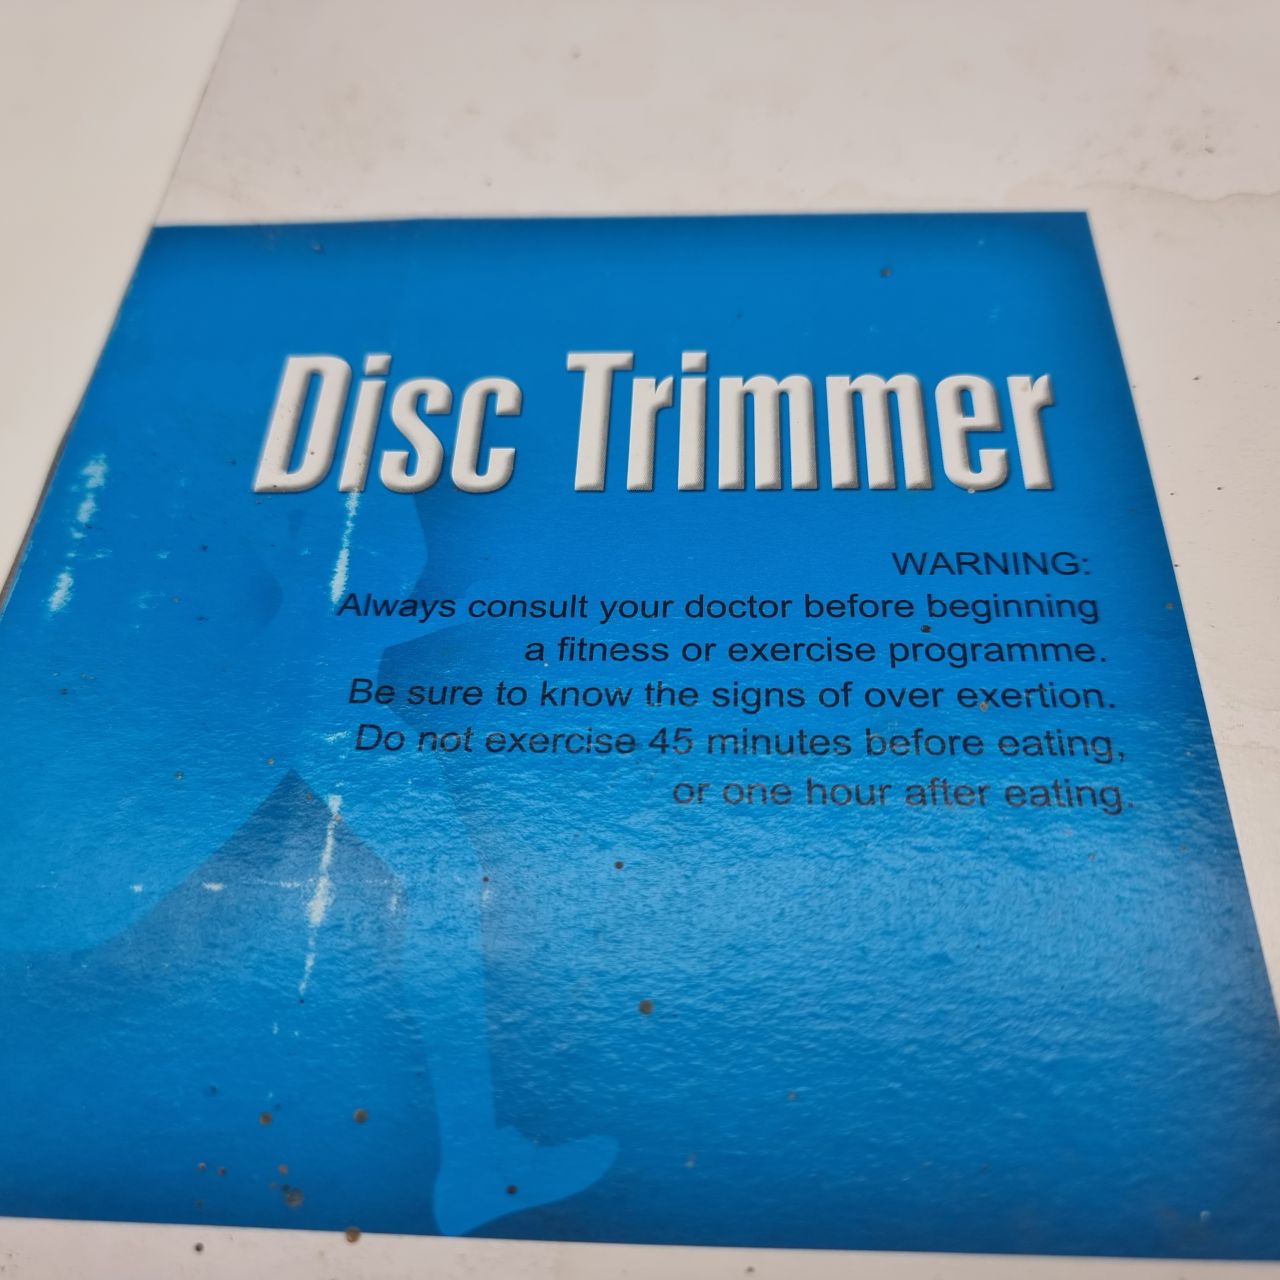 Disc Trimmer
WARNING:
Always consult your doctor before beginning
a fitness or exercise programme.
Be sure to know the signs of over exertion.
Do not exercise 45 minutes before eating,
or one hour after eating.